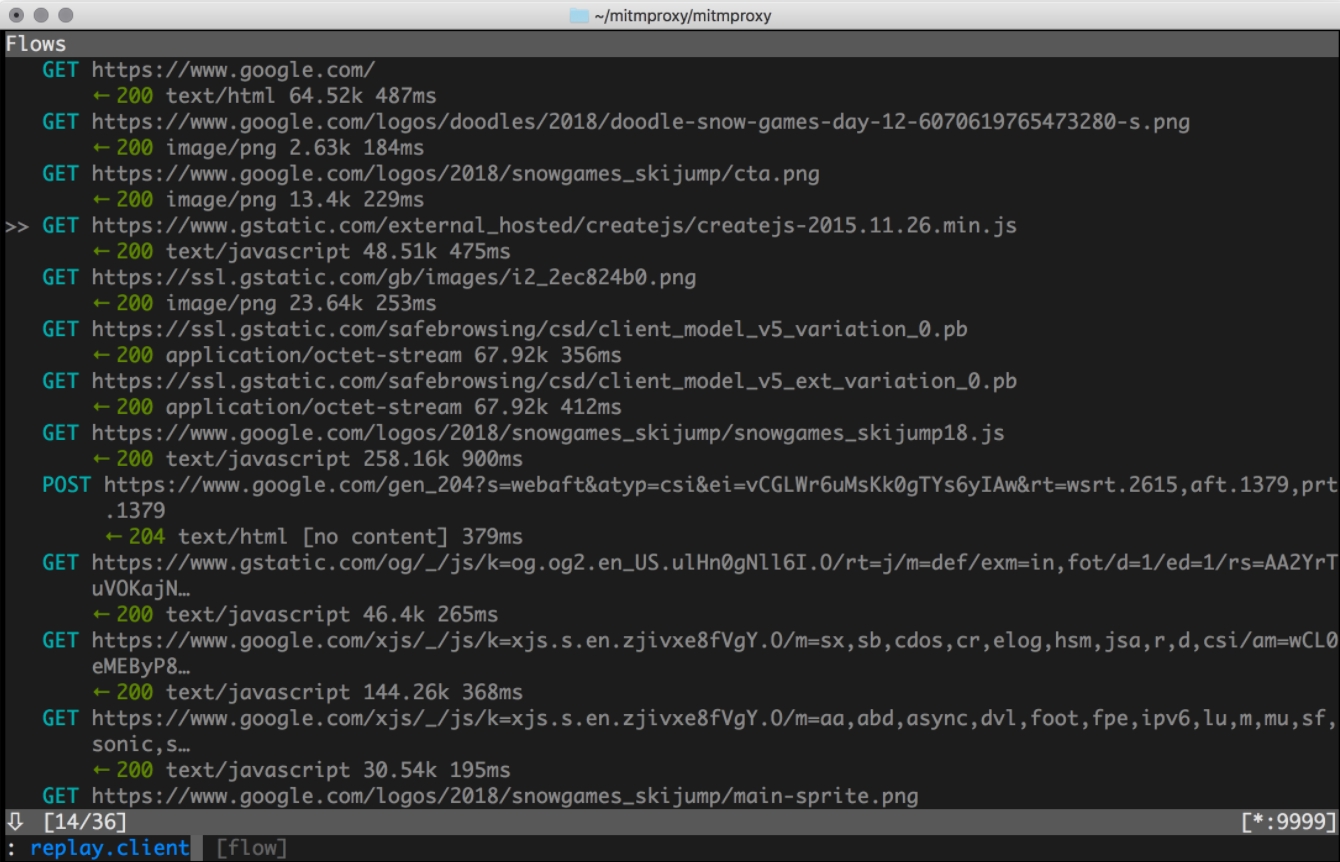 ~/mitmproxy/mitmproxy
Flows
GET https://www.google.com/
← 200 text/html 64.52k 487ms
GET https://www.google.com/logos/doodles/2018/doodle-snow-games-day-12-6070619765473280-s.png
← 200 image/png 2.63k 184ms
GET https://www.google.com/logos/2018/snowgames_skijump/cta.png
← 200 image/png 13.4k 229ms
>> GET https://www.gstatic.com/external_hosted/createjs/createjs-2015.11.26.min.js
← 200 text/javascript 48.51k 475ms
GET https://ssl.gstatic.com/gb/images/i2_2ec824b0.png
← 200 image/png 23.64k 253ms
GET https://ssl.gstatic.com/safebrowsing/csd/client_model_v5_variation_0.pb
← 200 application/octet-stream 67.92k 356ms
GET https://ssl.gstatic.com/safebrowsing/csd/client_model_v5_ext_variation_0.pb
← 200 application/octet-stream 67.92k 412ms
GET https://www.google.com/logos/2018/snowgames_skijump/snowgames_skijump18.js
← 200 text/javascript 258.16k 900ms
POST https://www.google.com/gen_204?s=webaft&atyp=csi&ei=vCGLWr6uMsKk0gTYs6yIAw&rt=wsrt.2615,aft.1379,prt
.1379
← 204 text/html [no content] 379ms
GET https://www.gstatic.com/og/_/js/k=og.og2.en_US.ulHn0gNll6I.O/rt=j/m=def/exm=in,fot/d=1/ed=1/rs=AA2YrT
uVOKajN…
← 200 text/javascript 46.4k 265ms
GET https://www.google.com/xjs/_/js/k=xjs.s.en.zjivxe8fVgY.O/m=sx,sb,cdos,cr,elog,hsm,jsa,r,d,csi/am=wCL0
eMEByP8…
← 200 text/javascript 144.26k 368ms
GET https://www.google.com/xjs/_/js/k=xjs.s.en.zjivxe8fVgY.O/m=aa,abd,async,dvl,foot,fpe,ipv6,lu,m,mu,sf,
sonic,s…
← 200 text/javascript 30.54k 195ms
GET https://www.google.com/logos/2018/snowgames_skijump/main-sprite.png
⇩ [14/36] [*:9999]
: replay.client [flow]